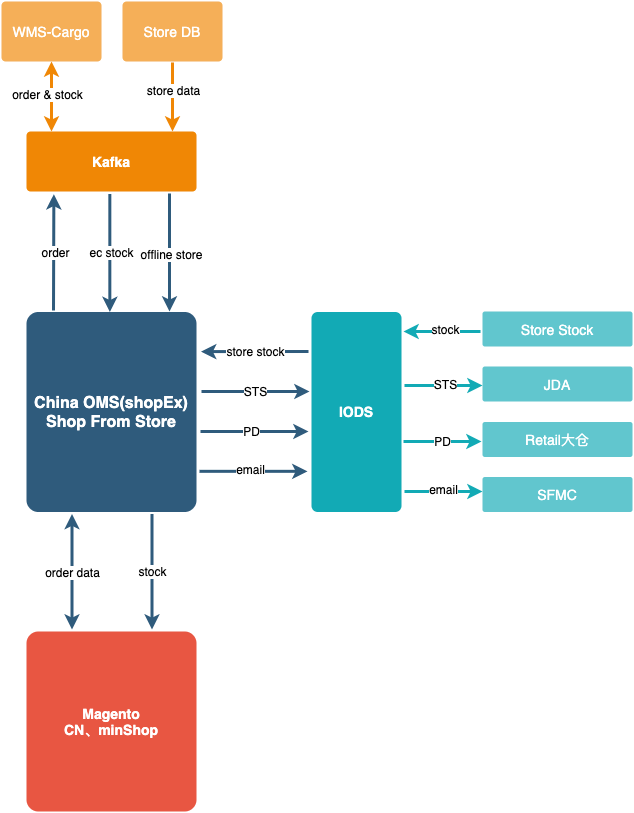 WMS-Cargo
Store DB
order & stock
store data
Kafka
order
ec stock
offline store
China OMS(shopEx)
Shop From Store
store stock
STS
PD
email
IODS
stock
STS
PD
email
Store Stock
JDA
Retail大仓
SFMC
order data
stock
Magento
CN、minShop